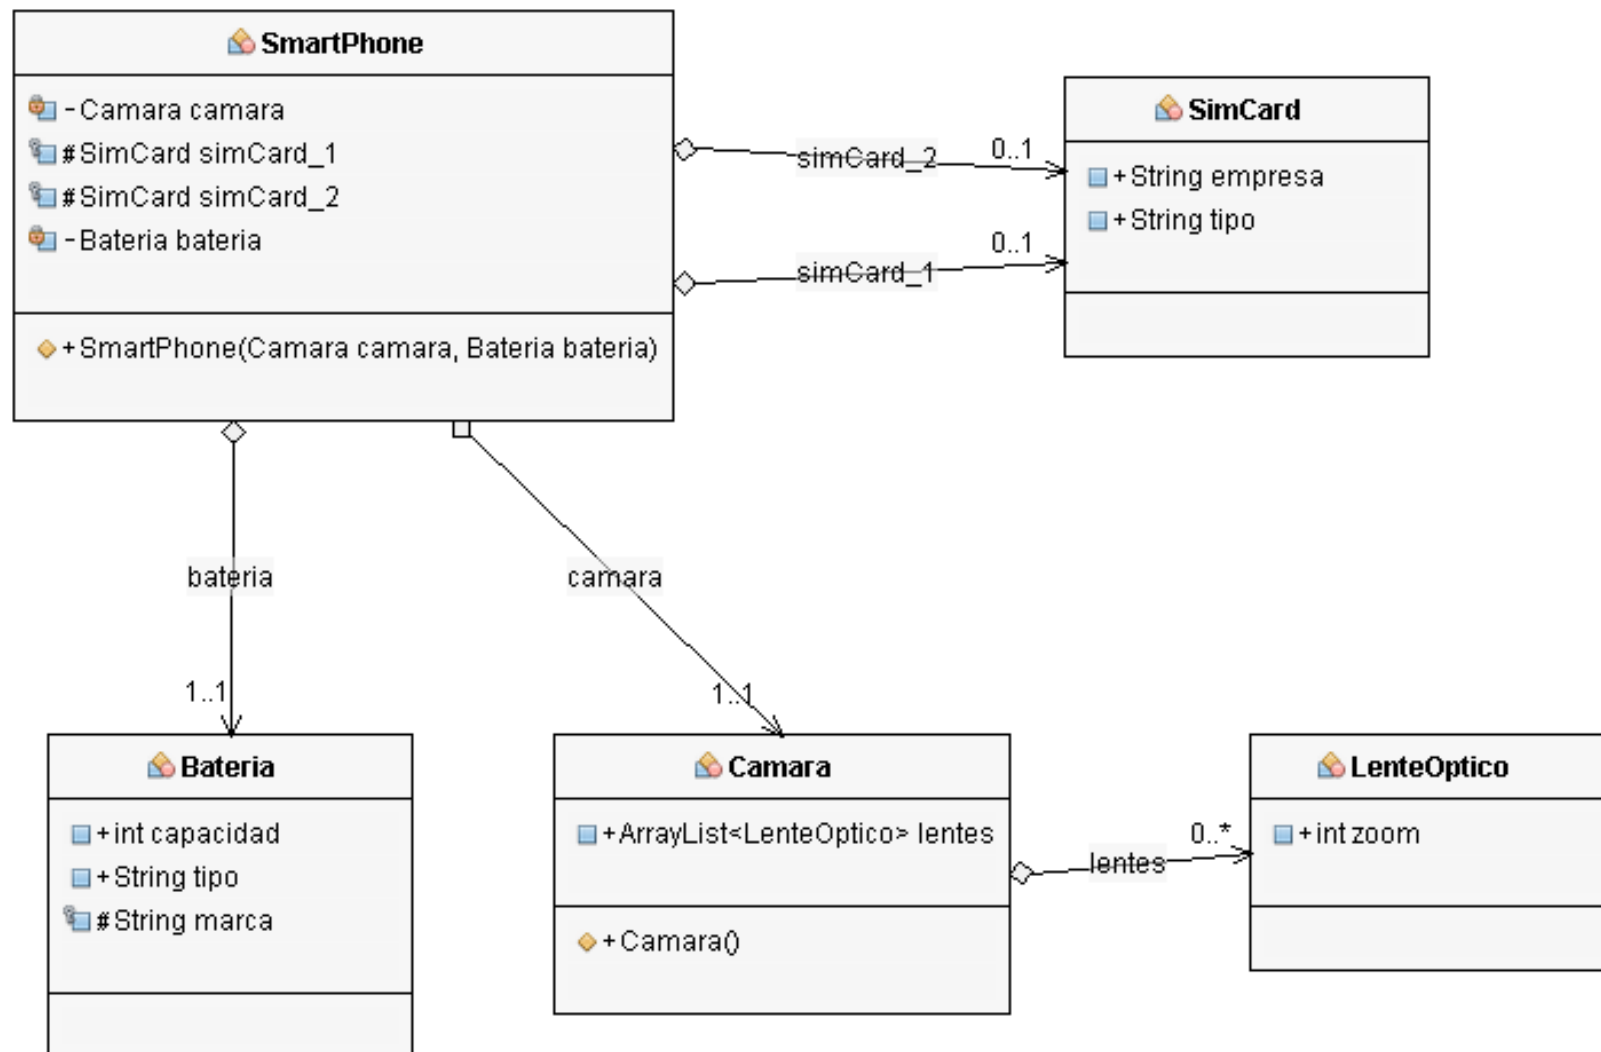 SmartPhone
-Camara camara
#SimCard simCard_1
#SimCard simCard_2
-Bateria bateria
+SmartPhone(Camara camara, Bateria bateria)
simCard_2
0..1
simCard_1
0..1
SimCard
+String empresa
+String tipo
bateria
1..1
camara
1..1
Bateria
+int capacidad
+String tipo
#String marca
Camara
+ArrayList<LenteOptico> lentes
+Camara()
lentes
0..*
LenteOptico
+int zoom